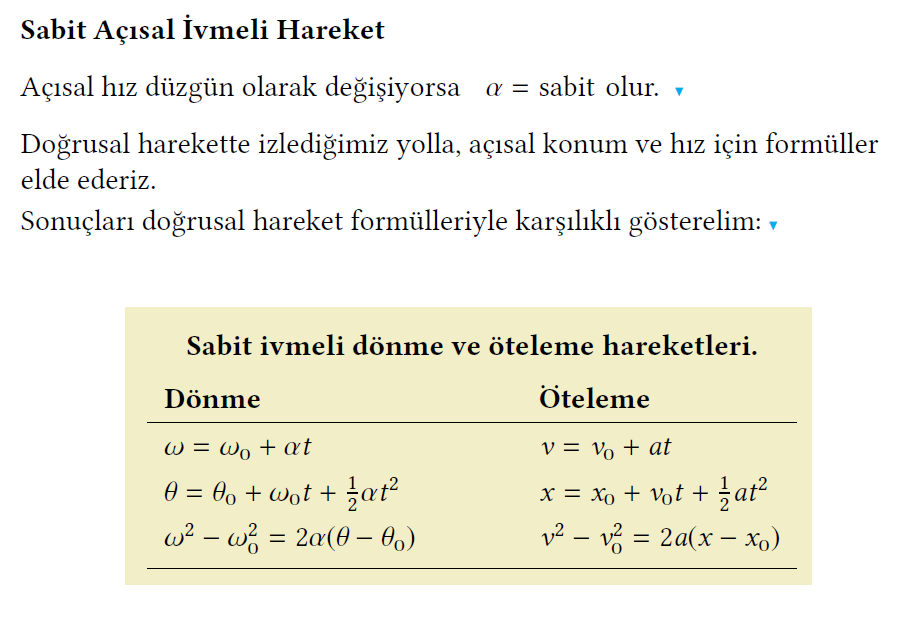 Sabit Açısal İvmeli Hareket
Açısal hız düzgün olarak değişiyorsa α = sabit olur. ▼
Doğrusal harekette izlediğimiz yolla, açısal konum ve hız için formüller
elde ederiz.
Sonuçları doğrusal hareket formülleriyle karşılıklı gösterelim: ▼
Sabit ivmeli dönme ve öteleme hareketleri.
Dönme Öteleme
ω = ω₀ + αt v = v₀ + at
θ = θ₀ + ω₀t + ½αt² x = x₀ + v₀t + ½at²
ω² − ω₀² = 2α(θ − θ₀) v² − v₀² = 2a(x − x₀)